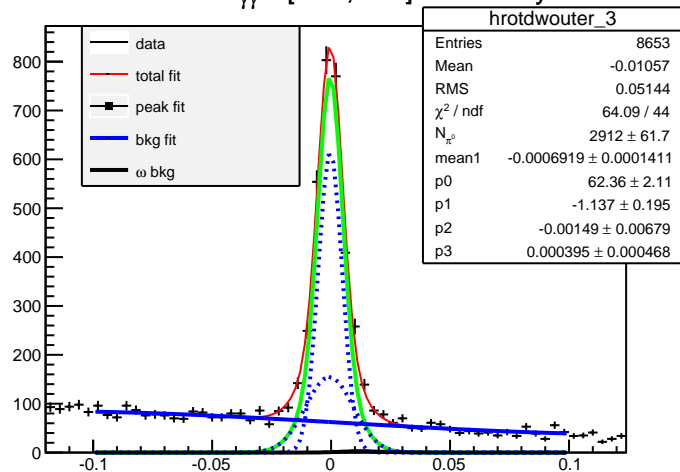 hrotdwouter_3
Entries 8653
Mean -0.01057
RMS 0.05144
χ² / ndf 64.09 / 44
N_π⁰ 2912 ± 61.7
mean1 -0.0006919 ± 0.0001411
p0 62.36 ± 2.11
p1 -1.137 ± 0.195
p2 -0.00149 ± 0.00679
p3 0.000395 ± 0.000468
data
total fit
peak fit
bkg fit
ω bkg
800
700
600
500
400
300
200
100
0
-0.1 -0.05 0 0.05 0.1